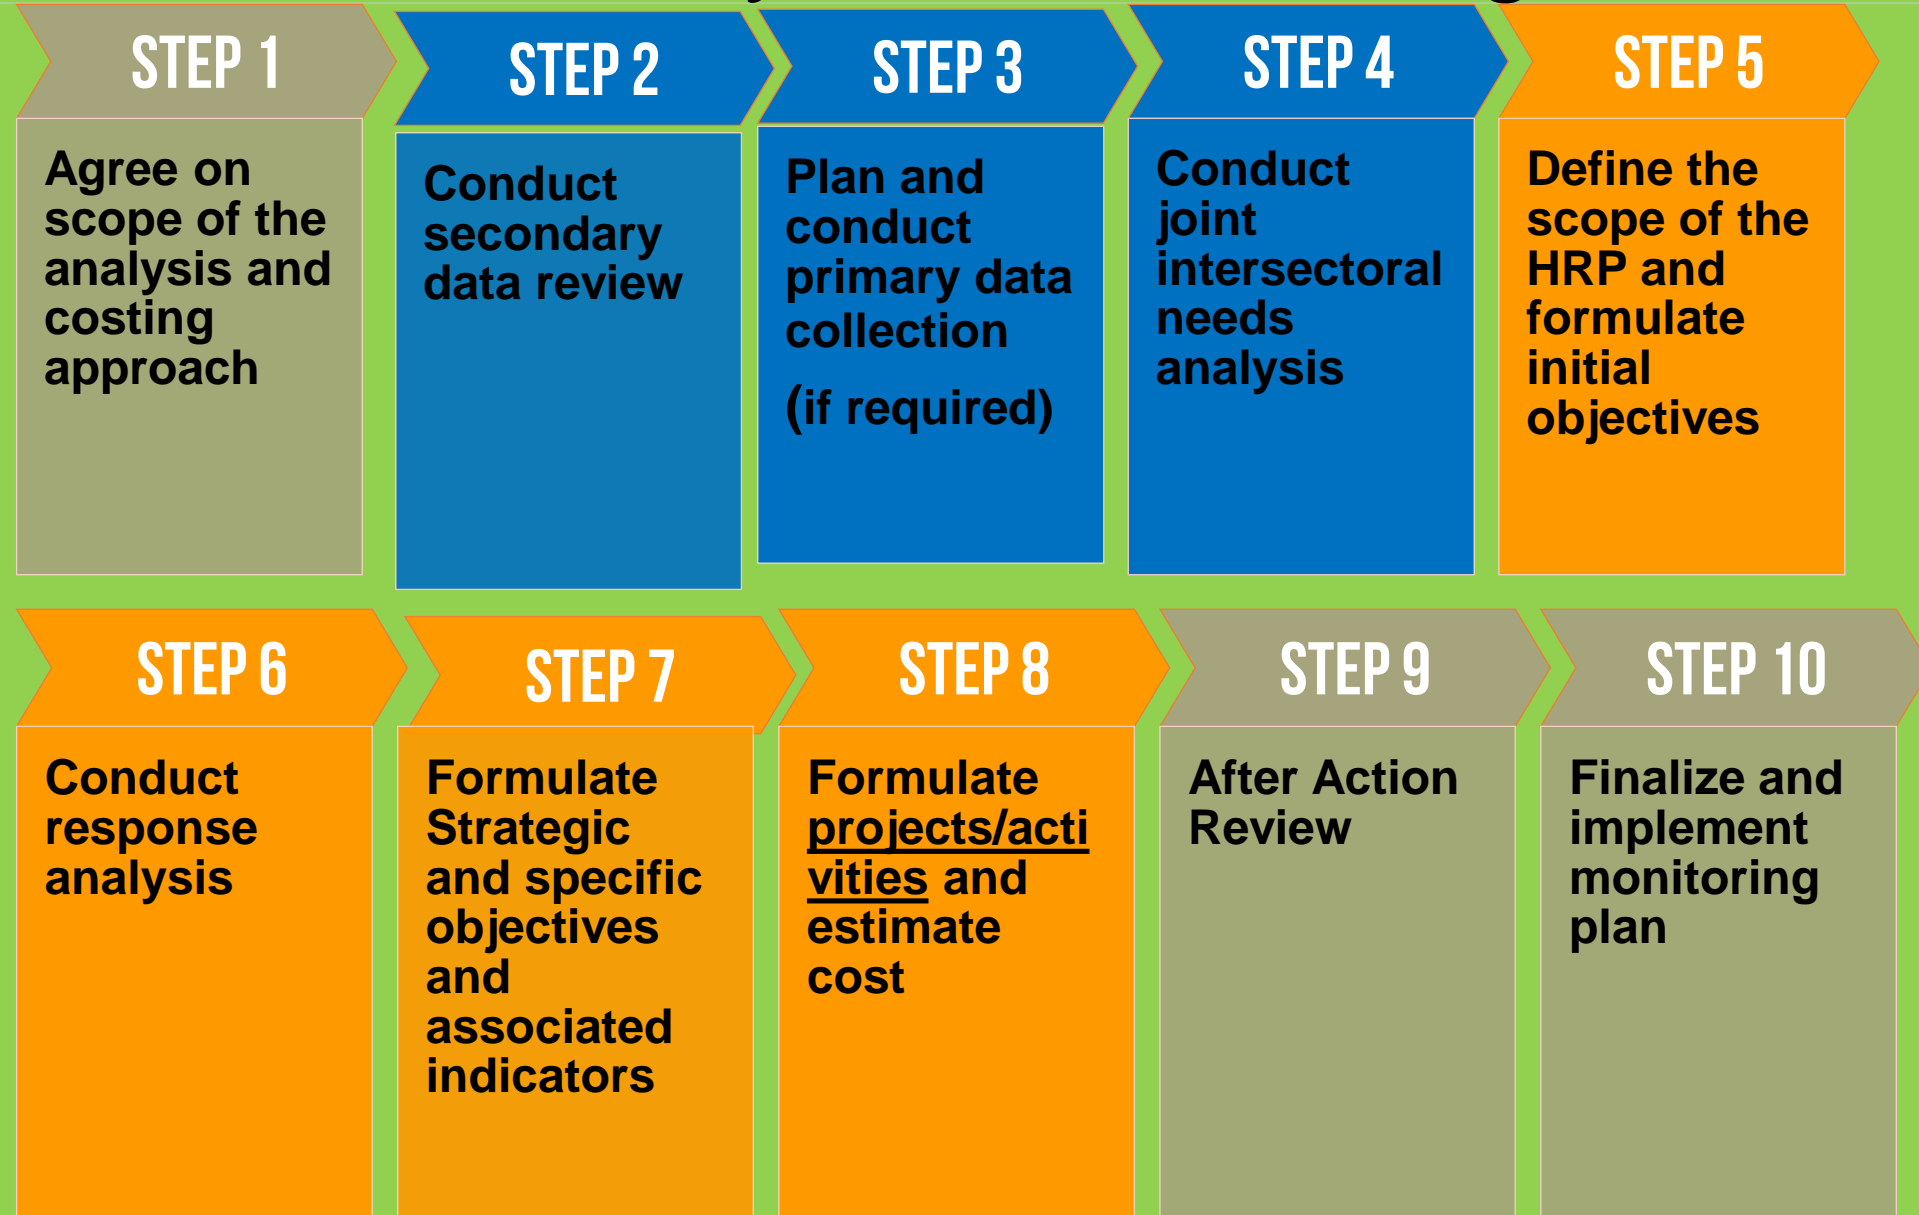 STEP 1
Agree on
scope of the
analysis and
costing
approach
STEP 2
Conduct
secondary
data review
STEP 3
Plan and
conduct
primary data
collection
(if required)
STEP 4
Conduct
joint
intersectoral
needs
analysis
STEP 5
Define the
scope of the
HRP and
formulate
initial
objectives
STEP 6
Conduct
response
analysis
STEP 7
Formulate
Strategic
and specific
objectives
and
associated
indicators
STEP 8
Formulate
projects/acti
vities and
estimate
cost
STEP 9
After Action
Review
STEP 10
Finalize and
implement
monitoring
plan